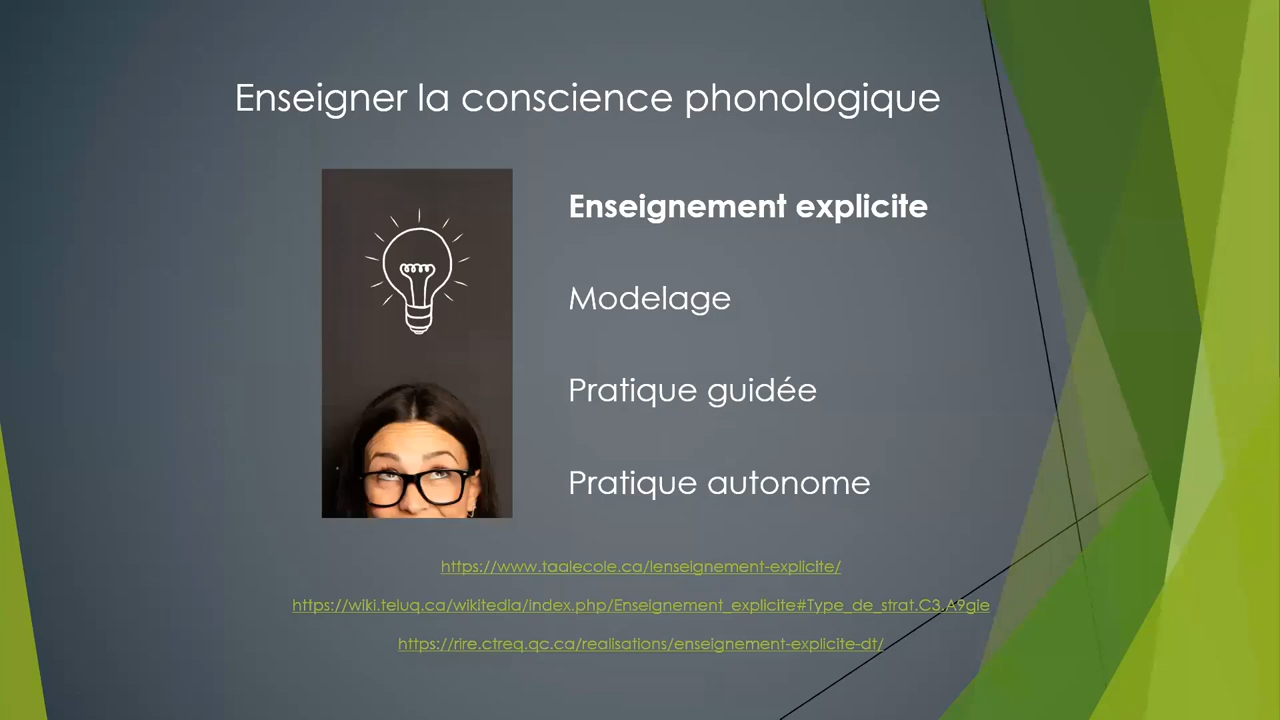 Enseigner la conscience phonologique
Enseignement explicite
Modelage
Pratique guidée
Pratique autonome
https://www.taalecole.ca/lenseignement-explicite/
https://wiki.teluq.ca/wikitedia/index.php/Enseignement_explicite#Type_de_strat.C3.A9gie
https://rire.ctreq.qc.ca/realisations/enseignement-explicite-dt/